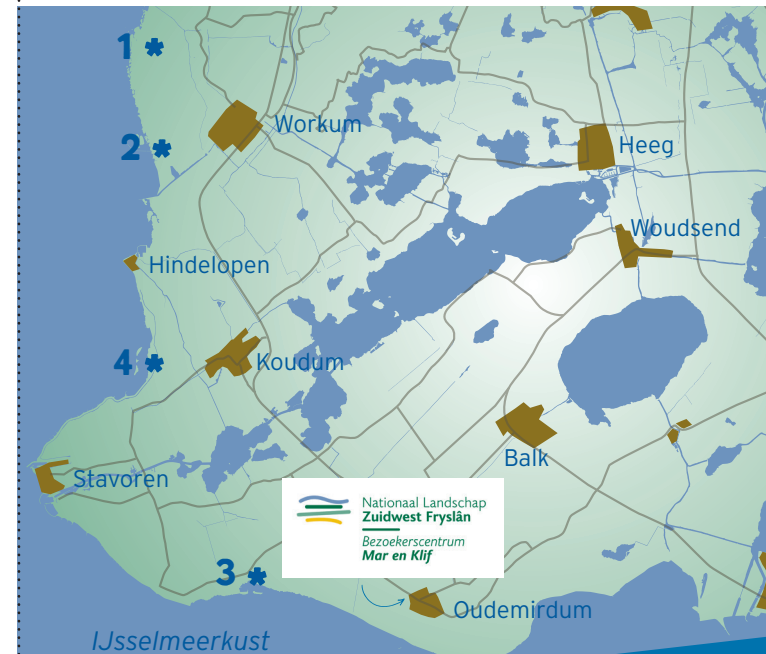 1 *
Workum
2 *
Heeg
Woudsend
Hindelopen
4 *
Koudum
Balk
Stavoren
Nationaal Landschap
Zuidwest Fryslân
Bezoekerscentrum
Mar en Klif
3 *
Oudemirdum
IJsselmeerkust